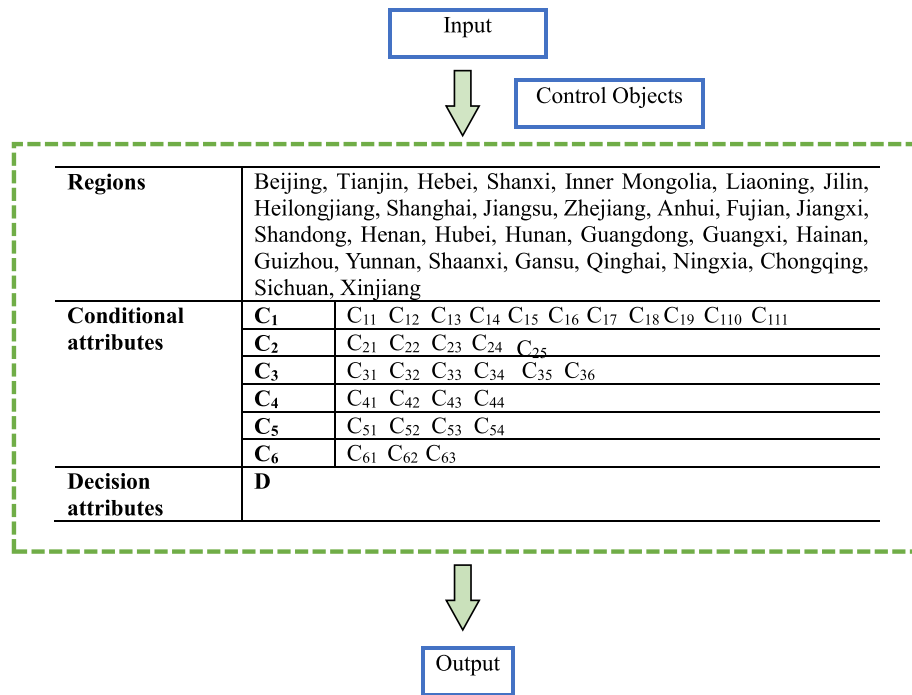 Input
Control Objects
Regions
Beijing, Tianjin, Hebei, Shanxi, Inner Mongolia, Liaoning, Jilin,
Heilongjiang, Shanghai, Jiangsu, Zhejiang, Anhui, Fujian, Jiangxi,
Shandong, Henan, Hubei, Hunan, Guangdong, Guangxi, Hainan,
Guizhou, Yunnan, Shaanxi, Gansu, Qinghai, Ningxia, Chongqing,
Sichuan, Xinjiang
Conditional
attributes
C₁ C₁₁ C₁₂ C₁₃ C₁₄ C₁₅ C₁₆ C₁₇ C₁₈ C₁₉ C₁₁₀ C₁₁₁
C₂ C₂₁ C₂₂ C₂₃ C₂₄ C₂₅
C₃ C₃₁ C₃₂ C₃₃ C₃₄ C₃₅ C₃₆
C₄ C₄₁ C₄₂ C₄₃ C₄₄
C₅ C₅₁ C₅₂ C₅₃ C₅₄
C₆ C₆₁ C₆₂ C₆₃
Decision
attributes
D
Output